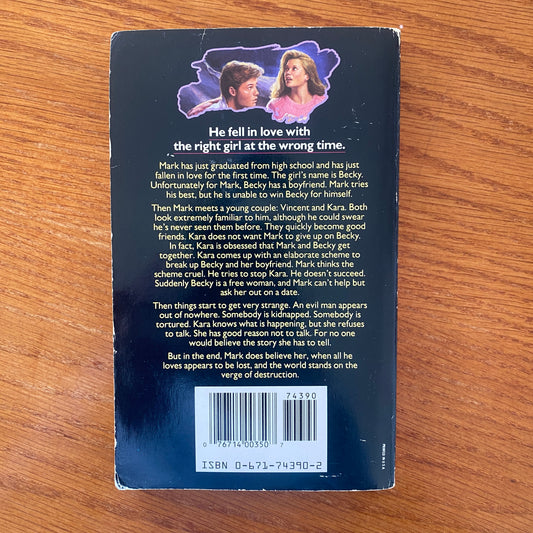 He fell in love with
the right girl at the wrong time.
Mark has just graduated from high school and has just
fallen in love for the first time. The girl's name is Becky.
Unfortunately for Mark, Becky has a boyfriend. Mark tries
his best, but he is unable to win Becky for himself.
Then Mark meets a young couple: Vincent and Kara. Both
look extremely familiar to him, although he could swear
he's never seen them before. They quickly become good
friends. Kara does not want Mark to give up on Becky.
In fact, Kara is obsessed that Mark and Becky get
together. Kara comes up with an elaborate scheme to
break up Becky and her boyfriend. Mark thinks the
scheme cruel. He tries to stop Kara. He doesn't succeed.
Suddenly Becky is a free woman, and Mark can't help but
ask her out on a date.
Then things start to get very strange. An evil man appears
out of nowhere. Somebody is kidnapped. Somebody is
tortured. Kara knows what is happening, but she refuses
to talk. She has good reason not to talk. For no one
would believe the story she has to tell.
But in the end, Mark does believe her, when all he
loves appears to be lost, and the world stands on the
verge of destruction.
74390
0 76714 00350 7
ISBN 0-671-74390-2
PRINTED IN U.S.A.